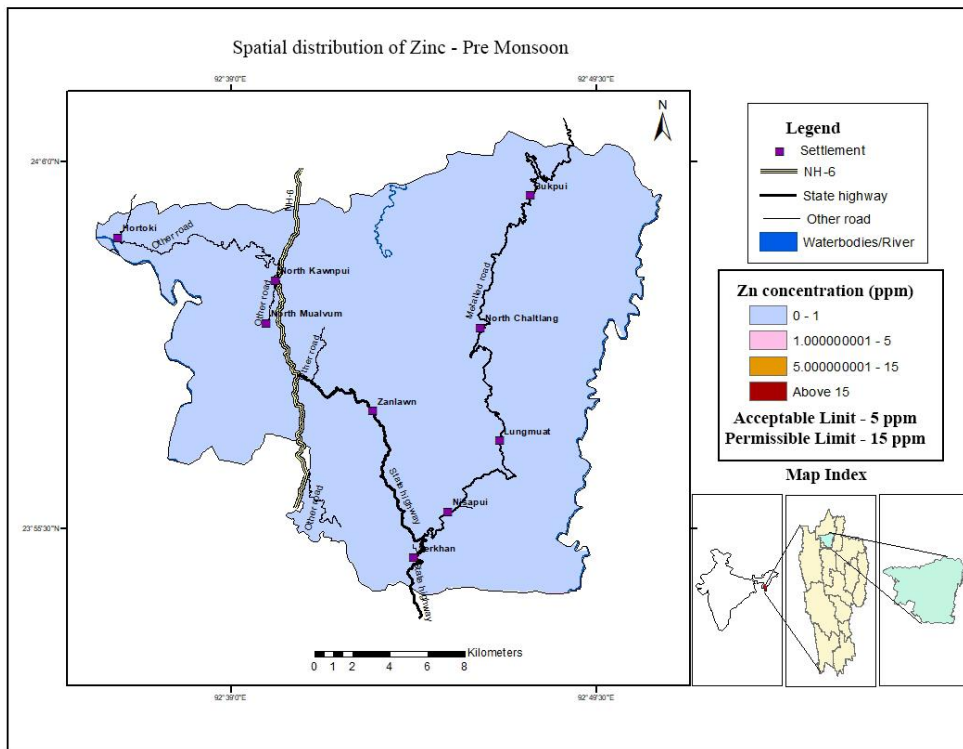 Spatial distribution of Zinc - Pre Monsoon
92°39'0"E
92°49'30"E
24°6'0"N
23°55'30"N
N
NH-6
Bukpui
Hortoki
Other road
North Kawnpui
Other road
North Mualvum
Metalled road
North Chaltlang
Other road
Zanlawn
Lungmuat
State highway
Nisapui
Other road
Serkhan
State highway
0 1 2 4 6 8
Kilometers
92°39'0"E
92°49'30"E
Legend
Settlement
NH-6
State highway
Other road
Waterbodies/River
Zn concentration (ppm)
0 - 1
1.000000001 - 5
5.000000001 - 15
Above 15
Acceptable Limit - 5 ppm
Permissible Limit - 15 ppm
Map Index